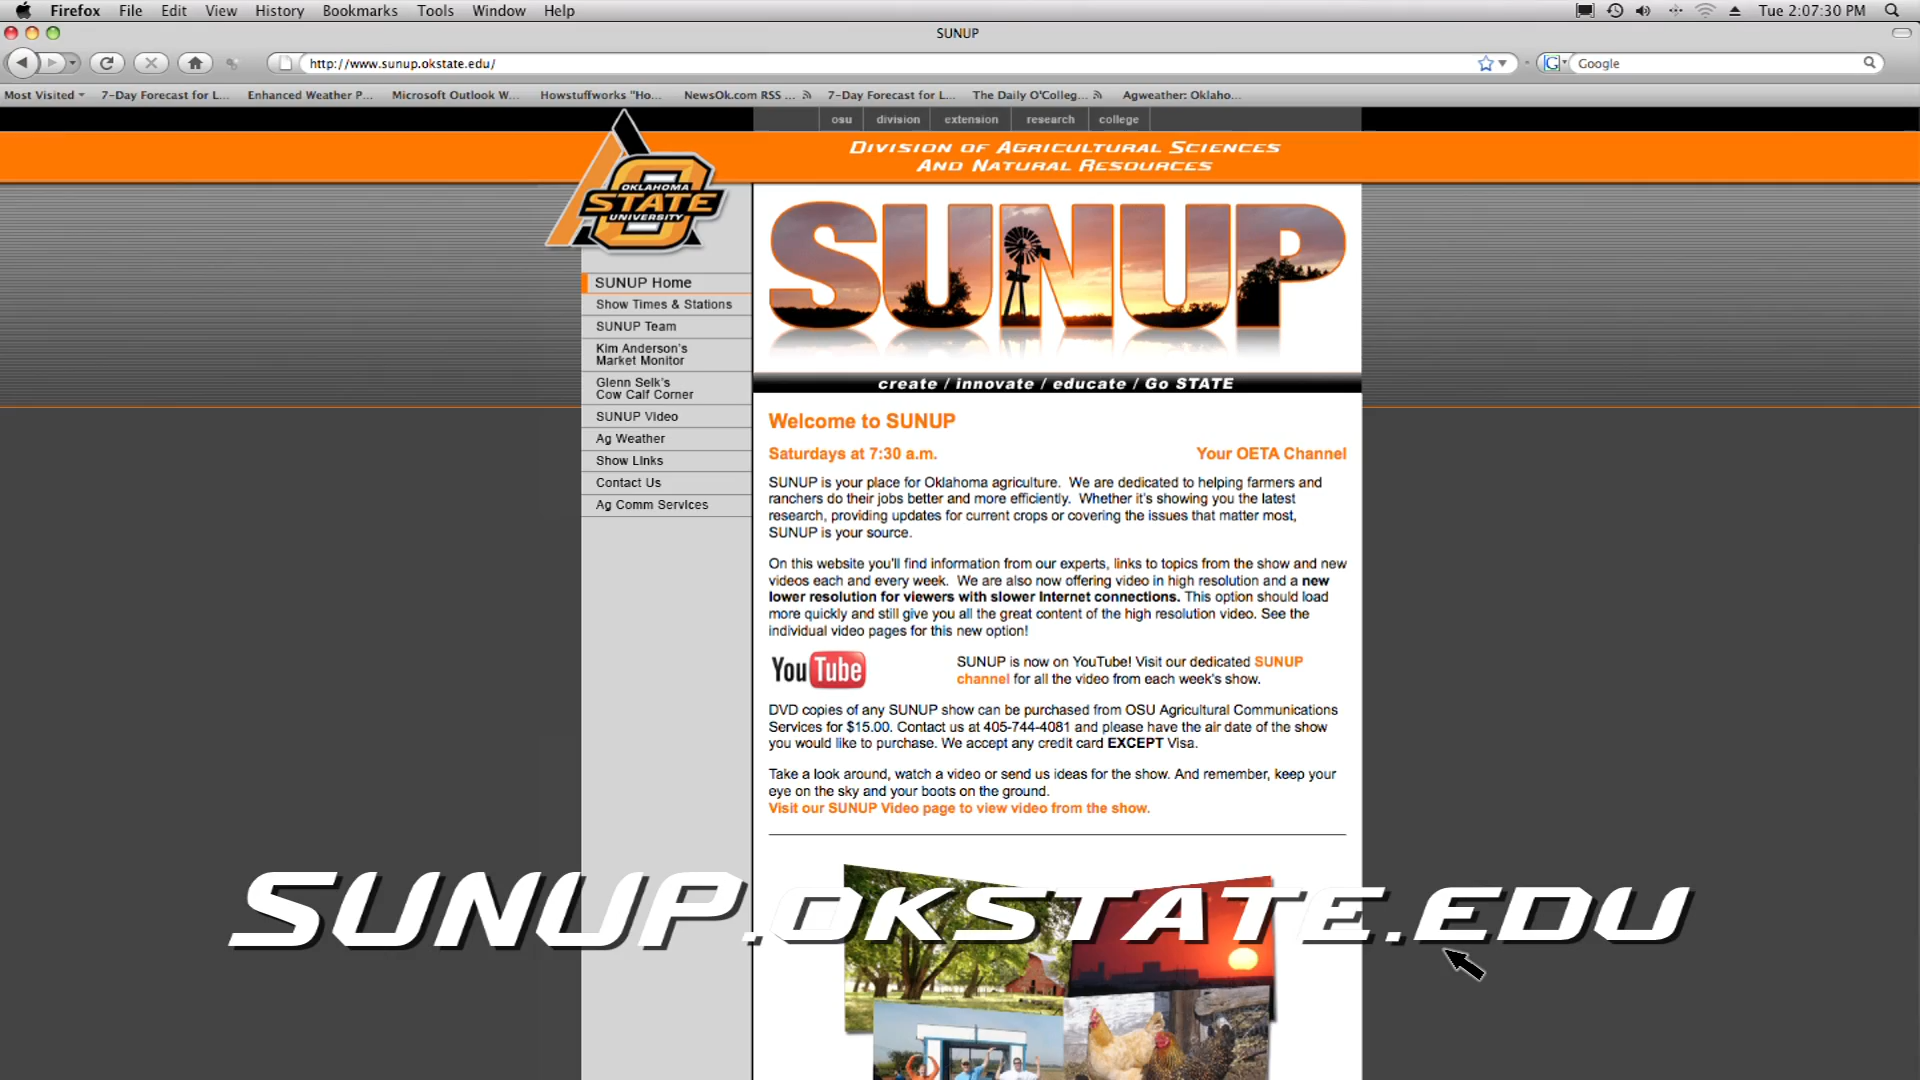 Firefox File Edit View History Bookmarks Tools Window Help Tue 2:07:30 PM
SUNUP
http://www.sunup.okstate.edu/ G Google
Most Visited 7-Day Forecast for L... Enhanced Weather P... Microsoft Outlook W... Howstuffworks "Ho... NewsOk.com RSS ... 7-Day Forecast for L... The Daily O'Colleg... Agweather: Oklaho...
osu division extension research college
Division of Agricultural Sciences
And Natural Resources
OKLAHOMA
STATE
UNIVERSITY
SUNUP
create / innovate / educate / Go STATE
SUNUP Home
Show Times & Stations
SUNUP Team
Kim Anderson's
Market Monitor
Glenn Selk's
Cow Calf Corner
SUNUP Video
Ag Weather
Show Links
Contact Us
Ag Comm Services
Welcome to SUNUP
Saturdays at 7:30 a.m. Your OETA Channel
SUNUP is your place for Oklahoma agriculture. We are dedicated to helping farmers and
ranchers do their jobs better and more efficiently. Whether it's showing you the latest
research, providing updates for current crops or covering the issues that matter most,
SUNUP is your source.
On this website you'll find information from our experts, links to topics from the show and new
videos each and every week. We are also now offering video in high resolution and a new
lower resolution for viewers with slower Internet connections. This option should load
more quickly and still give you all the great content of the high resolution video. See the
individual video pages for this new option!
YouTube
SUNUP is now on YouTube! Visit our dedicated SUNUP
channel for all the video from each week's show.
DVD copies of any SUNUP show can be purchased from OSU Agricultural Communications
Services for $15.00. Contact us at 405-744-4081 and please have the air date of the show
you would like to purchase. We accept any credit card EXCEPT Visa.
Take a look around, watch a video or send us ideas for the show. And remember, keep your
eye on the sky and your boots on the ground.
Visit our SUNUP Video page to view video from the show.
SUNUP.OKSTATE.EDU